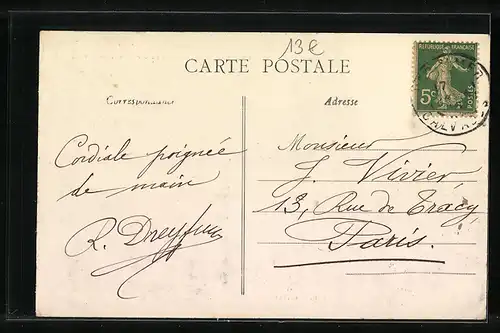 13e
CARTE POSTALE
Correspondance
Adresse
REPUBLIQUE FRANÇAISE
5c
POSTES
Cordiale poignée
de main
R. Dreyfus
Monsieur
J. Vivier
13, Rue de Tracy
Paris.